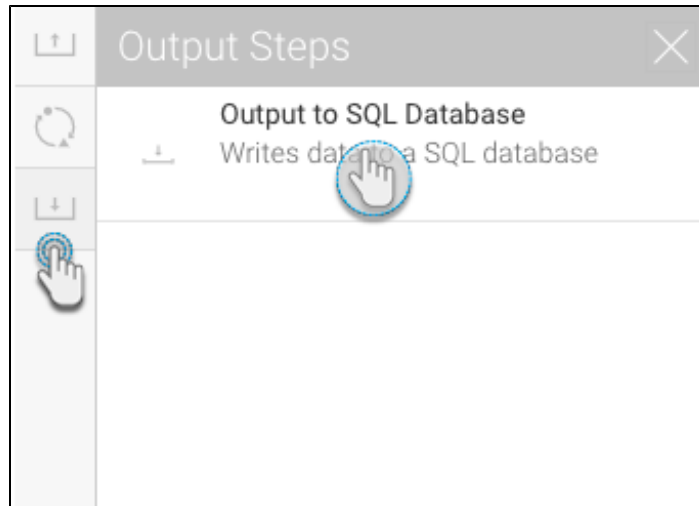 Output Steps
Output to SQL Database
Writes data to a SQL database